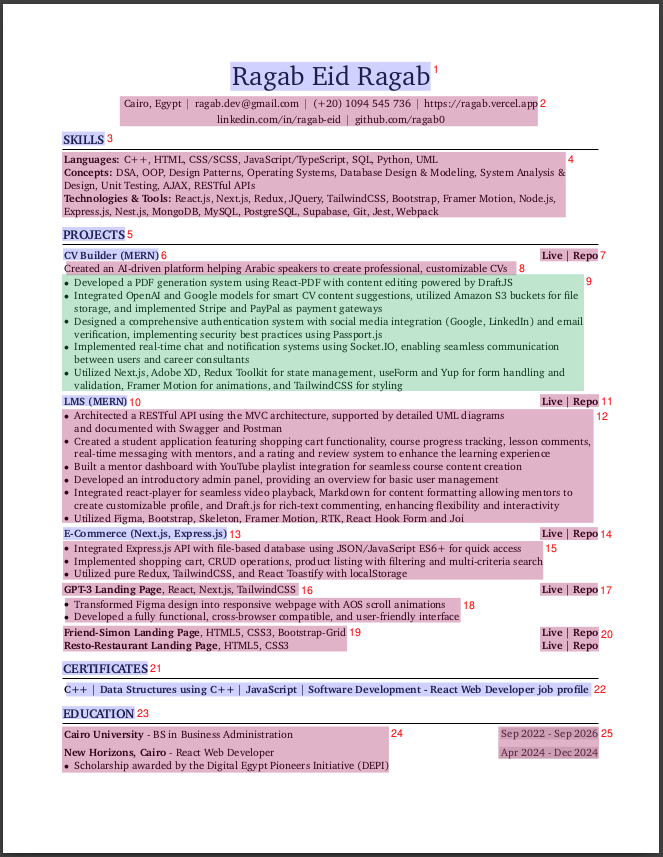 Ragab Eid Ragab 1
Cairo, Egypt | ragab.dev@gmail.com | (+20) 1094 545 736 | https://ragab.vercel.app 2
linkedin.com/in/ragab-eid | github.com/ragab0
SKILLS 3
Languages: C++, HTML, CSS/SCSS, JavaScript/TypeScript, SQL, Python, UML 4
Concepts: DSA, OOP, Design Patterns, Operating Systems, Database Design & Modeling, System Analysis &
Design, Unit Testing, AJAX, RESTful APIs
Technologies & Tools: React.js, Next.js, Redux, JQuery, TailwindCSS, Bootstrap, Framer Motion, Node.js,
Express.js, Nest.js, MongoDB, MySQL, PostgreSQL, Supabase, Git, Jest, Webpack
PROJECTS 5
CV Builder (MERN) 6 Live | Repo 7
Created an AI-driven platform helping Arabic speakers to create professional, customizable CVs 8
• Developed a PDF generation system using React-PDF with content editing powered by DraftJS 9
• Integrated OpenAI and Google models for smart CV content suggestions, utilized Amazon S3 buckets for file
storage, and implemented Stripe and PayPal as payment gateways
• Designed a comprehensive authentication system with social media integration (Google, LinkedIn) and email
verification, implementing security best practices using Passport.js
• Implemented real-time chat and notification systems using Socket.IO, enabling seamless communication
between users and career consultants
• Utilized Next.js, Adobe XD, Redux Toolkit for state management, useForm and Yup for form handling and
validation, Framer Motion for animations, and TailwindCSS for styling
LMS (MERN) 10 Live | Repo 11
• Architected a RESTful API using the MVC architecture, supported by detailed UML diagrams 12
and documented with Swagger and Postman
• Created a student application featuring shopping cart functionality, course progress tracking, lesson comments,
real-time messaging with mentors, and a rating and review system to enhance the learning experience
• Built a mentor dashboard with YouTube playlist integration for seamless course content creation
• Developed an introductory admin panel, providing an overview for basic user management
• Integrated react-player for seamless video playback, Markdown for content formatting allowing mentors to
create customizable profile, and Draft.js for rich-text commenting, enhancing flexibility and interactivity
• Utilized Figma, Bootstrap, Skeleton, Framer Motion, RTK, React Hook Form and Joi
E-Commerce (Next.js, Express.js) 13 Live | Repo 14
• Integrated Express.js API with file-based database using JSON/JavaScript ES6+ for quick access 15
• Implemented shopping cart, CRUD operations, product listing with filtering and multi-criteria search
• Utilized pure Redux, TailwindCSS, and React Toastify with localStorage
GPT-3 Landing Page, React, Next.js, TailwindCSS 16 Live | Repo 17
• Transformed Figma design into responsive webpage with AOS scroll animations 18
• Developed a fully functional, cross-browser compatible, and user-friendly interface
Friend-Simon Landing Page, HTML5, CSS3, Bootstrap-Grid 19 Live | Repo 20
Resto-Restaurant Landing Page, HTML5, CSS3 Live | Repo
CERTIFICATES 21
C++ | Data Structures using C++ | JavaScript | Software Development - React Web Developer job profile 22
EDUCATION 23
Cairo University - BS in Business Administration 24 Sep 2022 - Sep 2026 25
New Horizons, Cairo - React Web Developer Apr 2024 - Dec 2024
• Scholarship awarded by the Digital Egypt Pioneers Initiative (DEPI)